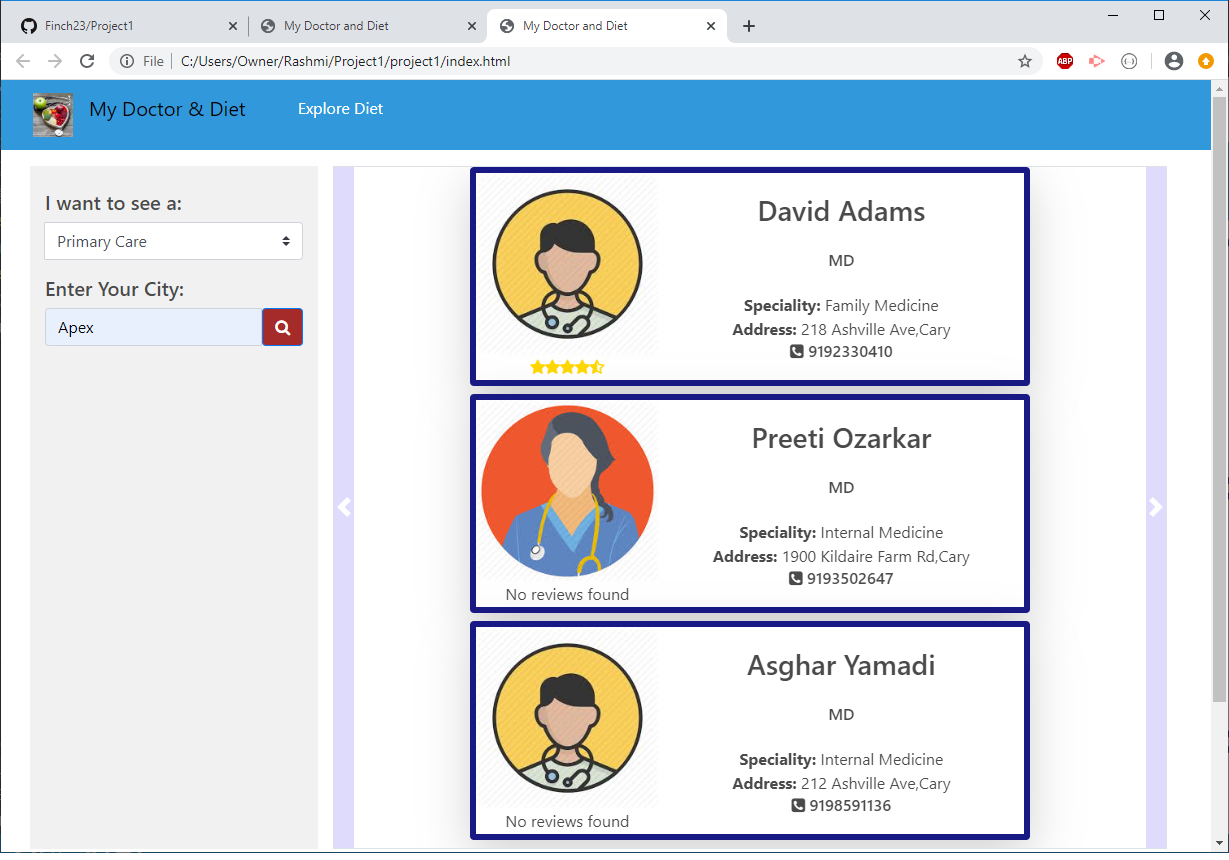 Finch23/Project1
My Doctor and Diet
My Doctor and Diet
File
C:/Users/Owner/Rashmi/Project1/project1/index.html
ABP
My Doctor & Diet
Explore Diet
I want to see a:
Primary Care
Enter Your City:
Apex
David Adams
MD
Speciality: Family Medicine
Address: 218 Ashville Ave,Cary
9192330410
Preeti Ozarkar
MD
Speciality: Internal Medicine
Address: 1900 Kildaire Farm Rd,Cary
9193502647
No reviews found
Asghar Yamadi
MD
Speciality: Internal Medicine
Address: 212 Ashville Ave,Cary
9198591136
No reviews found